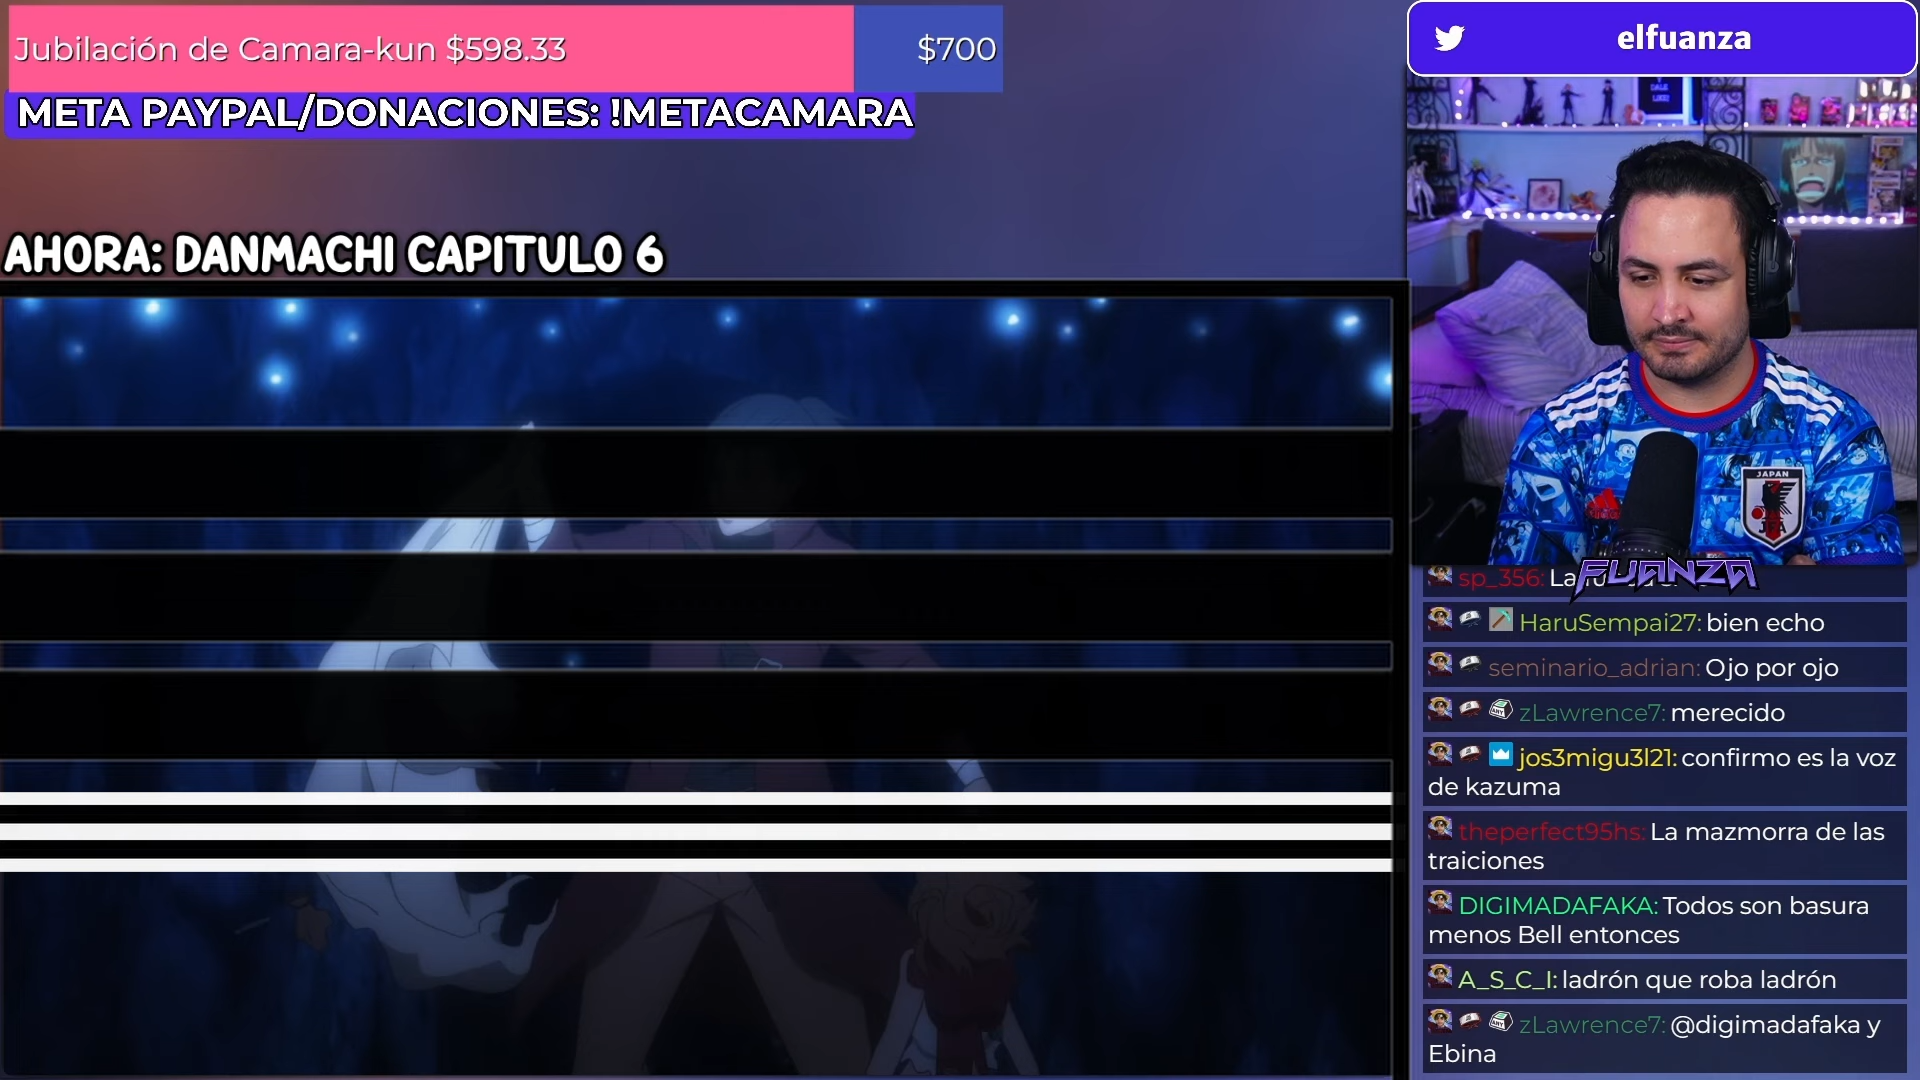 Jubilación de Camara-kun $598.33
$700
META PAYPAL/DONACIONES: !METACAMARA
AHORA: DANMACHI CAPITULO 6
elfuanza
JAPAN
JFA
FUANZA
sp_356:
HaruSempai27: bien echo
seminario_adrian: Ojo por ojo
zLawrence7: merecido
jos3migu3l21: confirmo es la voz
de kazuma
theperfect95hs: La mazmorra de las
traiciones
DIGIMADAFAKA: Todos son basura
menos Bell entonces
A_S_C_I: ladrón que roba ladrón
zLawrence7: @digimadafaka y
Ebina